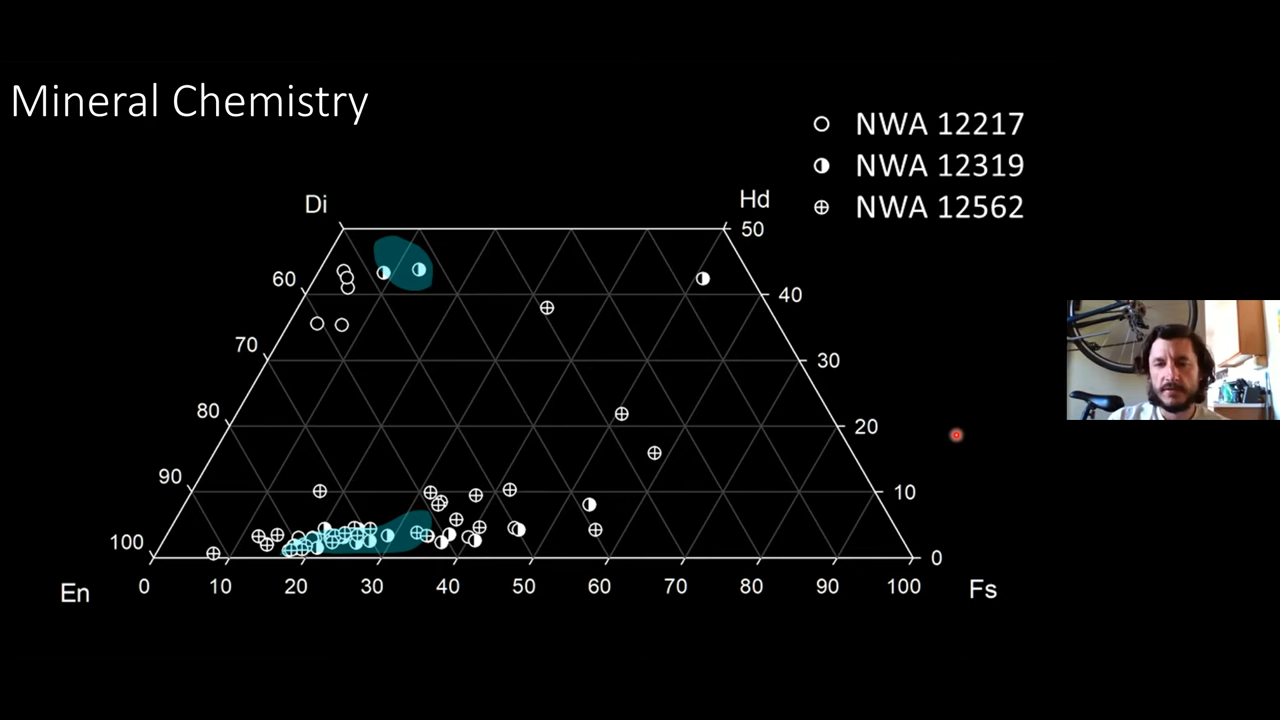 Mineral Chemistry
NWA 12217
NWA 12319
NWA 12562
Di
Hd
50
60
40
70
30
80
20
90
10
100
0
En
0 10 20 30 40 50 60 70 80 90 100
Fs